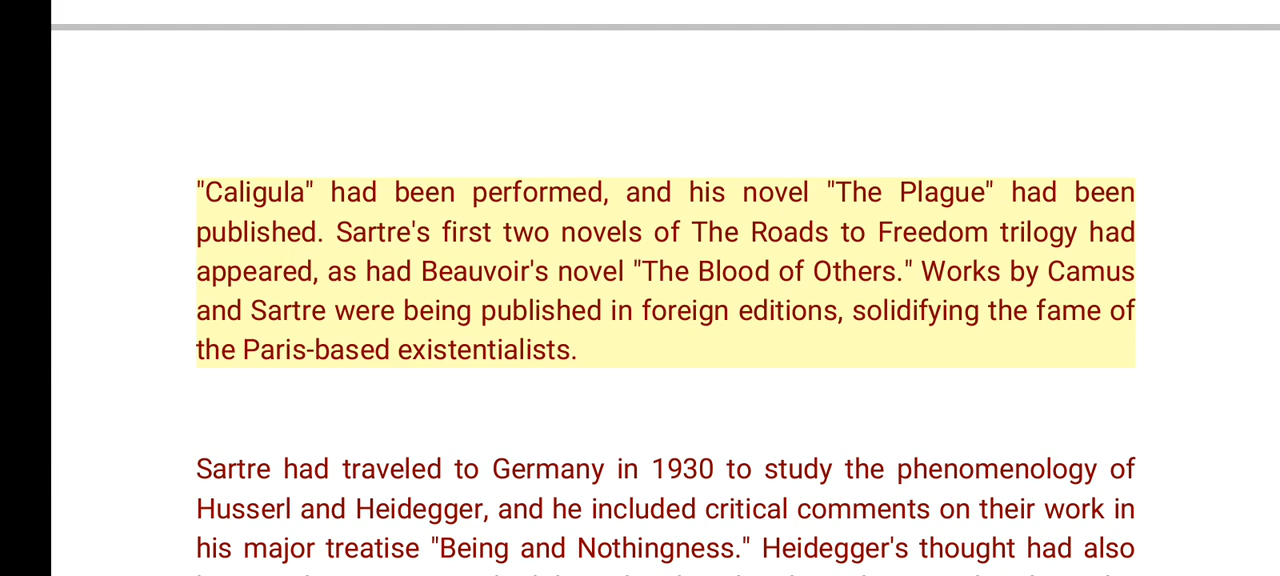 "Caligula" had been performed, and his novel "The Plague" had been
published. Sartre's first two novels of The Roads to Freedom trilogy had
appeared, as had Beauvoir's novel "The Blood of Others." Works by Camus
and Sartre were being published in foreign editions, solidifying the fame of
the Paris-based existentialists.
Sartre had traveled to Germany in 1930 to study the phenomenology of
Husserl and Heidegger, and he included critical comments on their work in
his major treatise "Being and Nothingness." Heidegger's thought had also